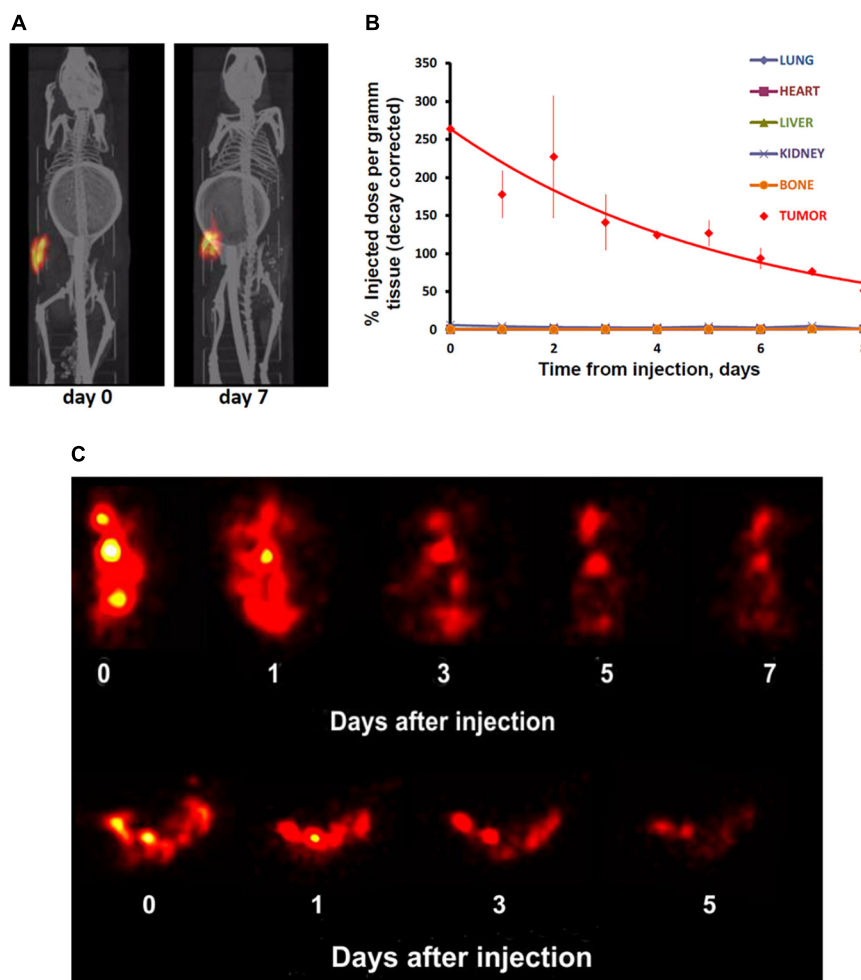 A
day 0
day 7
B
% Injected dose per gramm
tissue (decay corrected)
350
300
250
200
150
100
50
0
0
2
4
6
LUNG
HEART
LIVER
KIDNEY
BONE
TUMOR
Time from injection, days
C
0
1
3
5
7
Days after injection
0
1
3
5
Days after injection